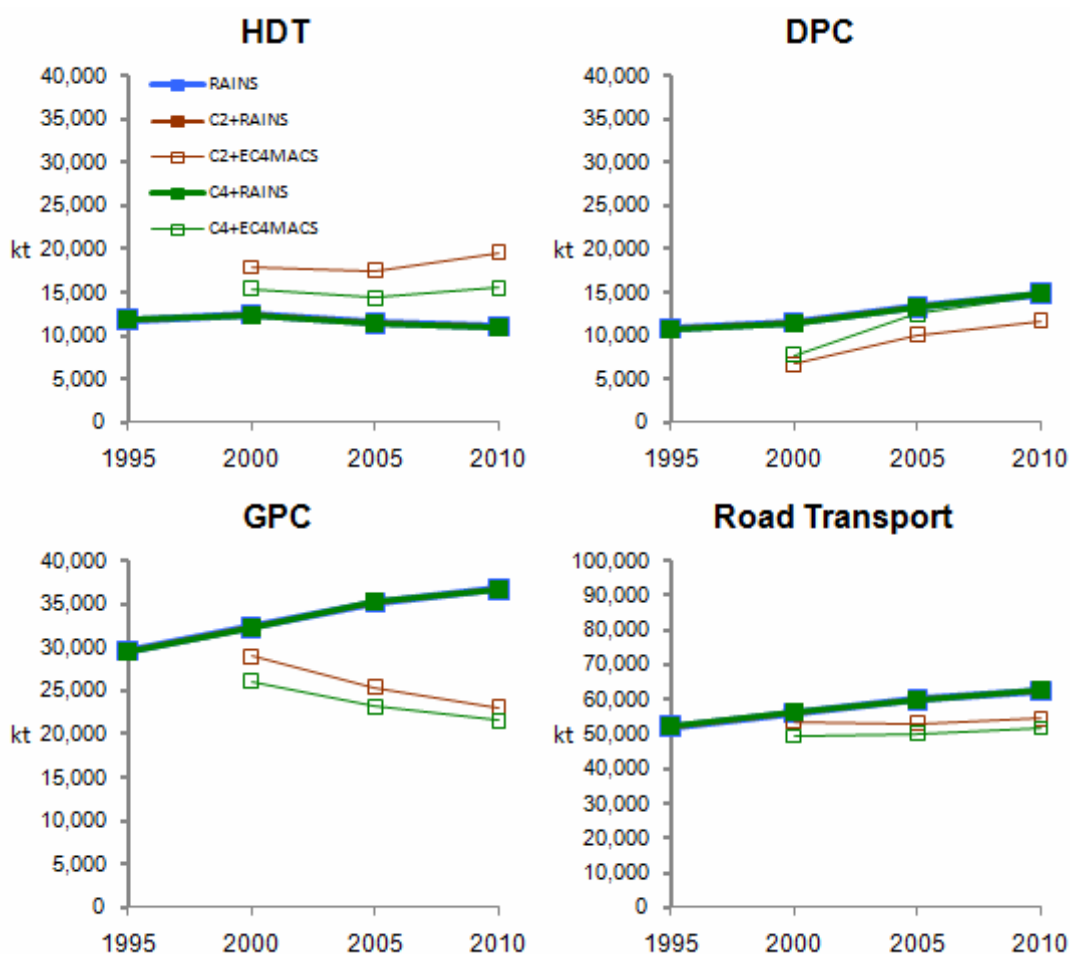 HDT
40,000
35,000
30,000
25,000
20,000
15,000
10,000
5,000
0
kt
1995 2000 2005 2010
RAINS
C2+RAINS
C2+EC4MACS
C4+RAINS
C4+EC4MACS
DPC
40,000
35,000
30,000
25,000
20,000
15,000
10,000
5,000
0
kt
1995 2000 2005 2010
GPC
40,000
35,000
30,000
25,000
20,000
15,000
10,000
5,000
0
kt
1995 2000 2005 2010
Road Transport
100,000
90,000
80,000
70,000
60,000
50,000
40,000
30,000
20,000
10,000
0
kt
1995 2000 2005 2010